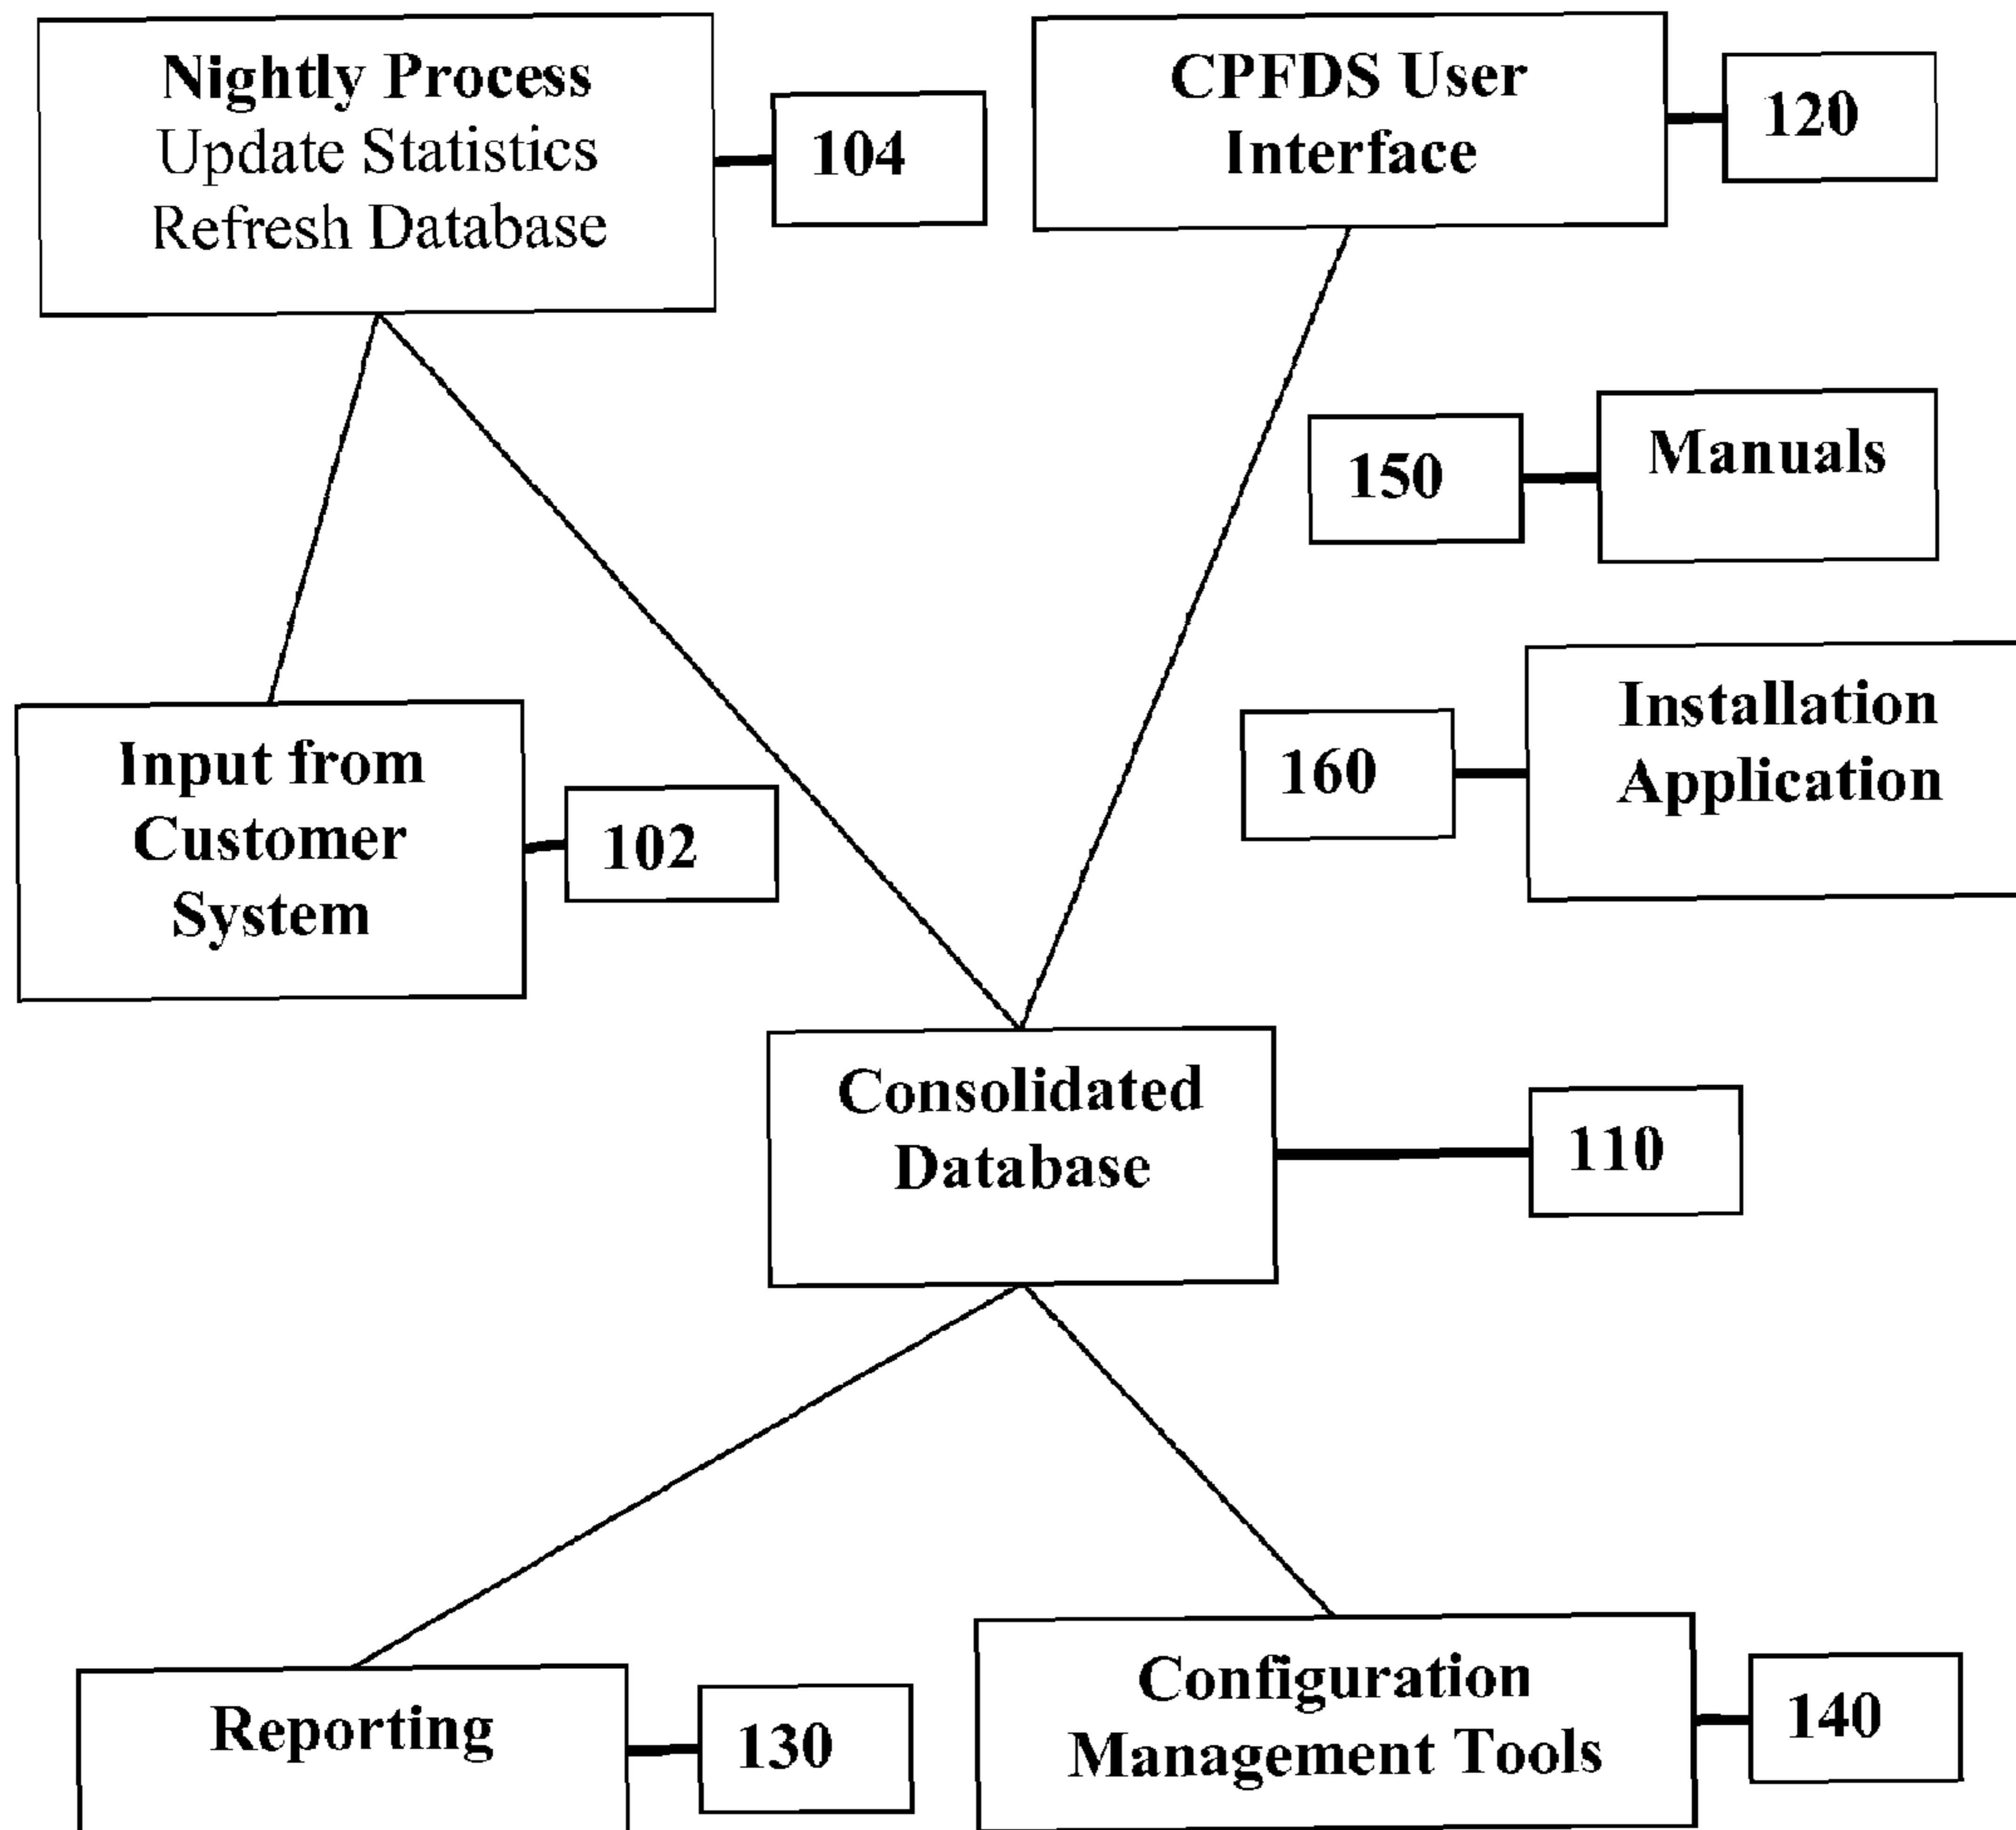 Nightly Process
Update Statistics
Refresh Database
104
CPFDS User
Interface
120
150
Manuals
160
Installation
Application
Input from
Customer
System
102
Consolidated
Database
110
Reporting
130
Configuration
Management Tools
140